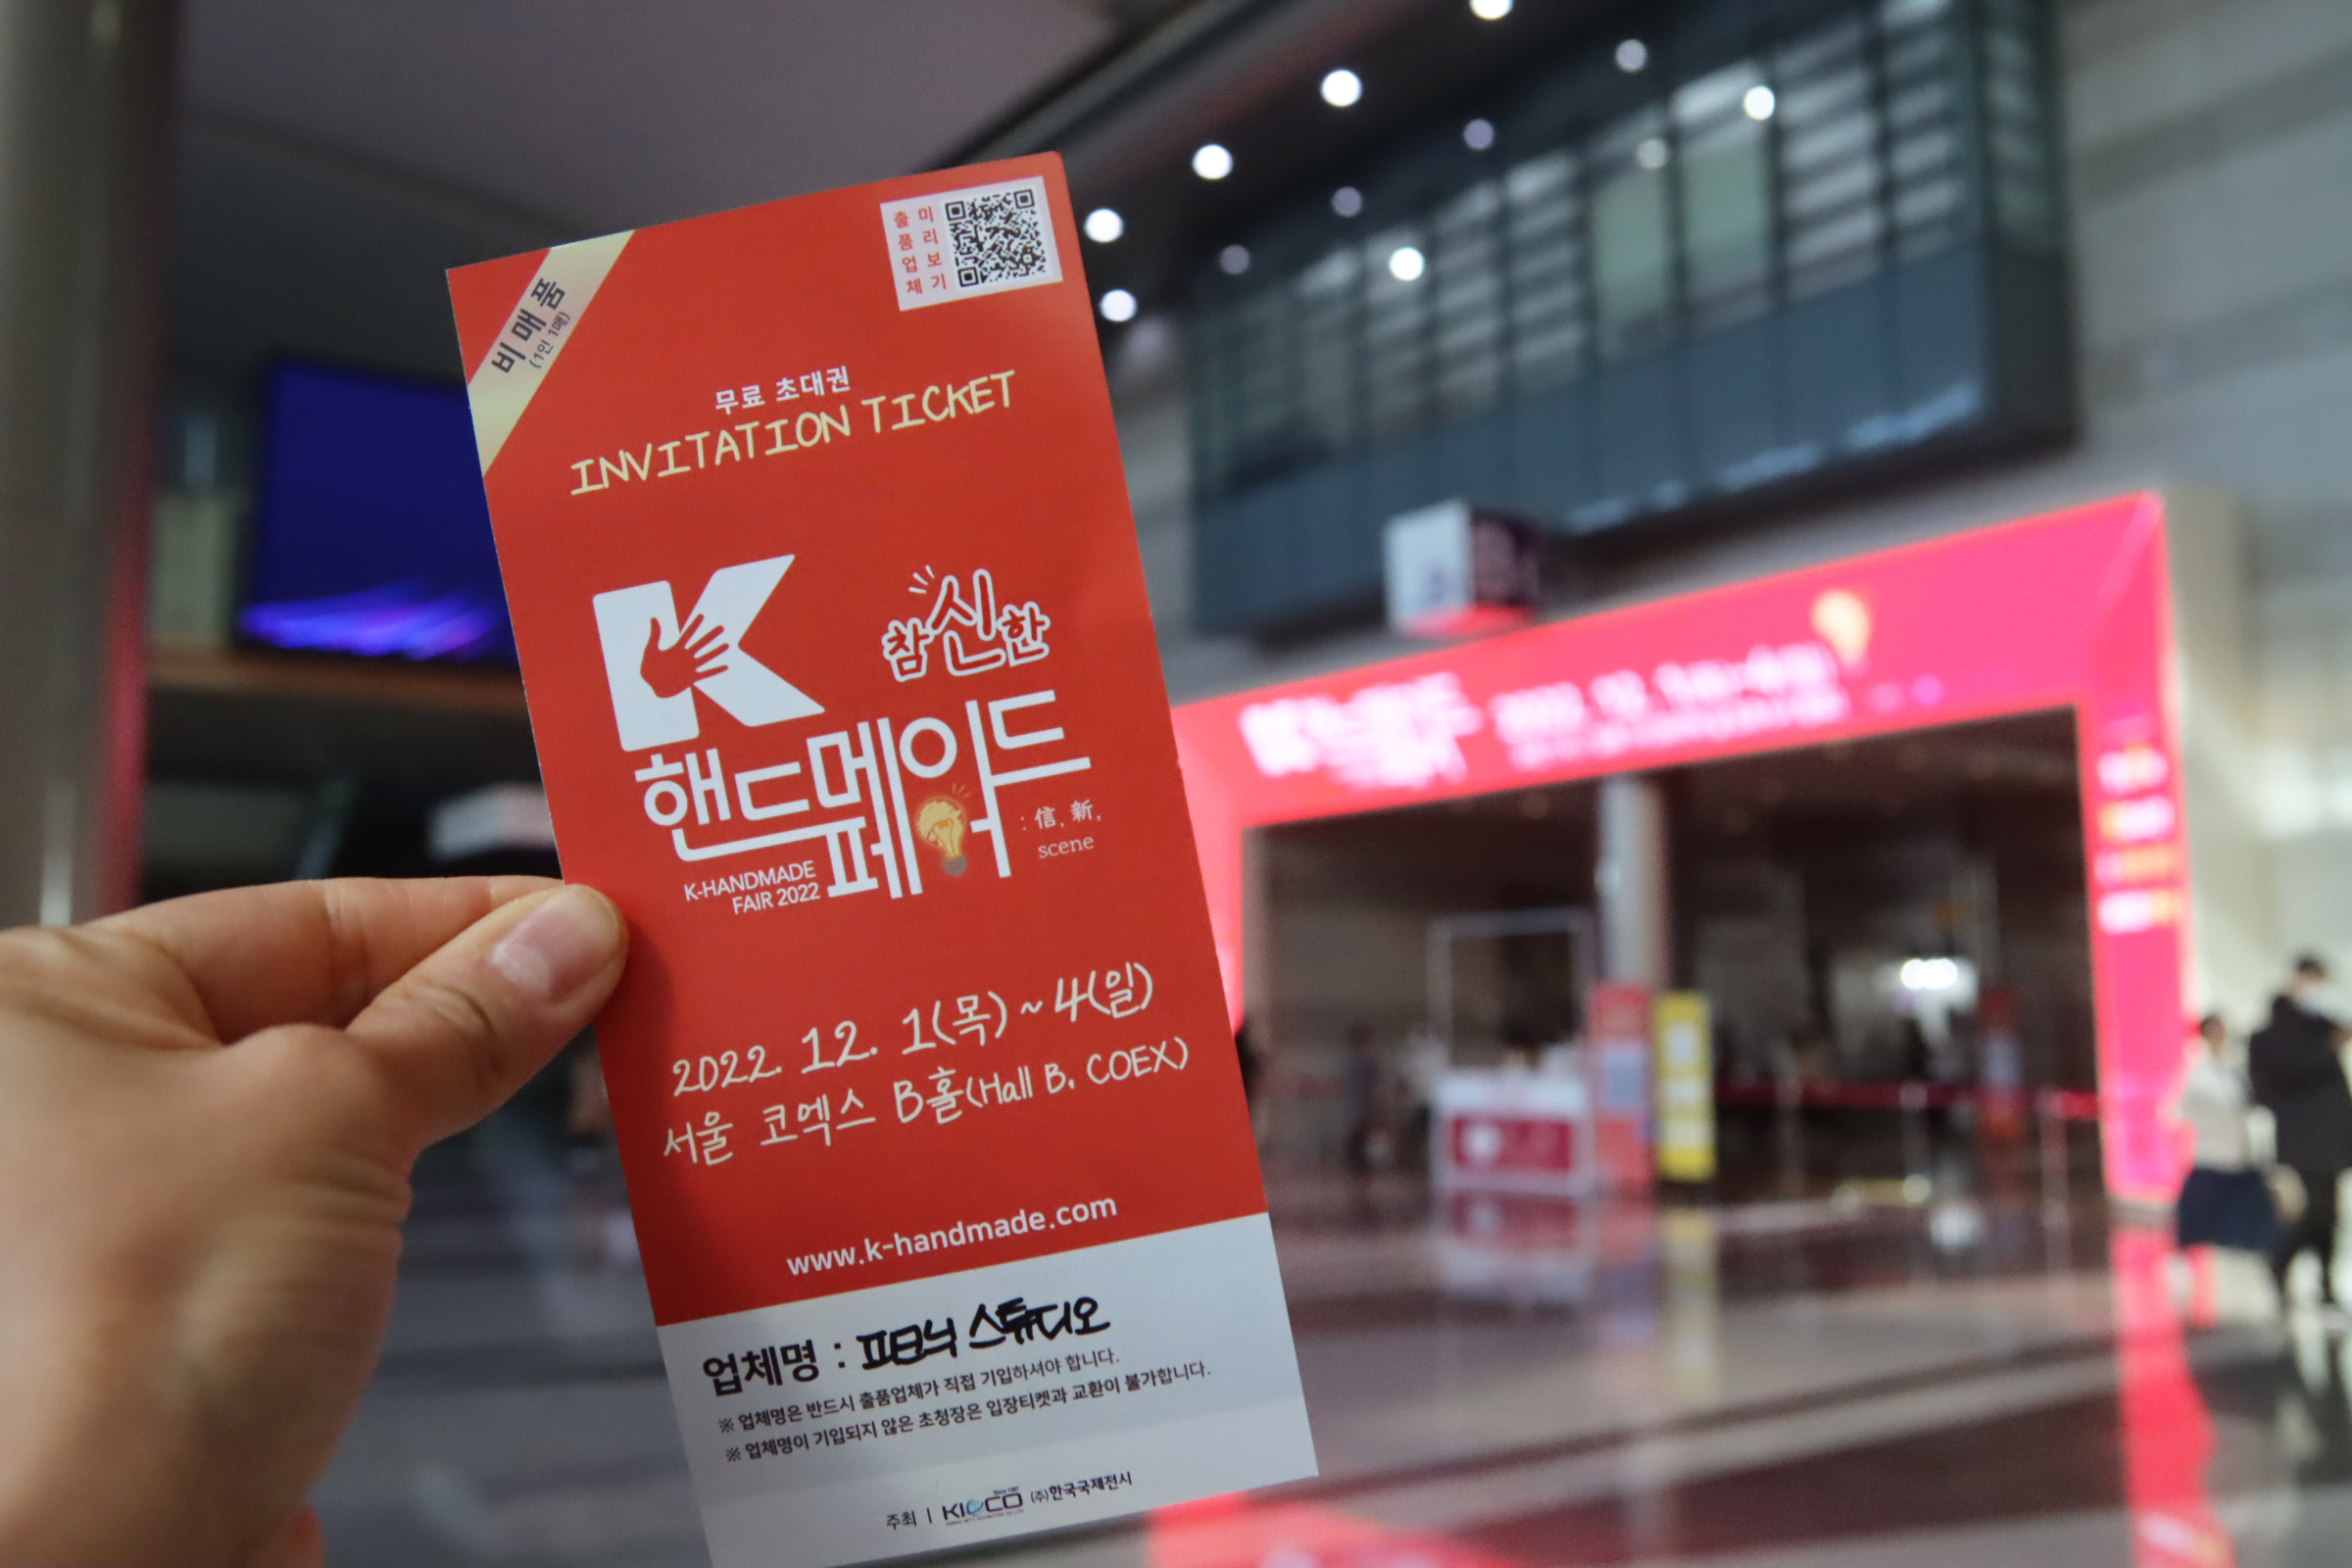 비매품
(1인 1매)
출품업체
미리보기
무료 초대권
INVITATION TICKET
K
참신한
핸드메이드
페어
: 信, 新,
scene
K-HANDMADE
FAIR 2022
2022. 12. 1(목) ~ 4(일)
서울 코엑스 B홀(Hall B. COEX)
www.k-handmade.com
업체명 : 피크닉 스튜디오
※ 업체명은 반드시 출품업체가 직접 기입하셔야 합니다.
※ 업체명이 기입되지 않은 초청장은 입장티켓과 교환이 불가합니다.
주최 | KIECO (주)한국국제전시